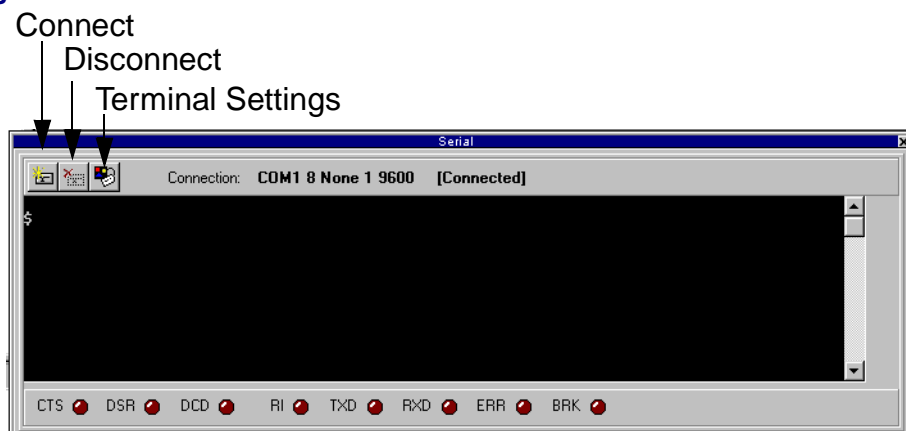 Connect
Disconnect
Terminal Settings
Serial
Connection: COM1 8 None 1 9600 [Connected]
$
CTS DSR DCD RI TXD RXD ERR BRK